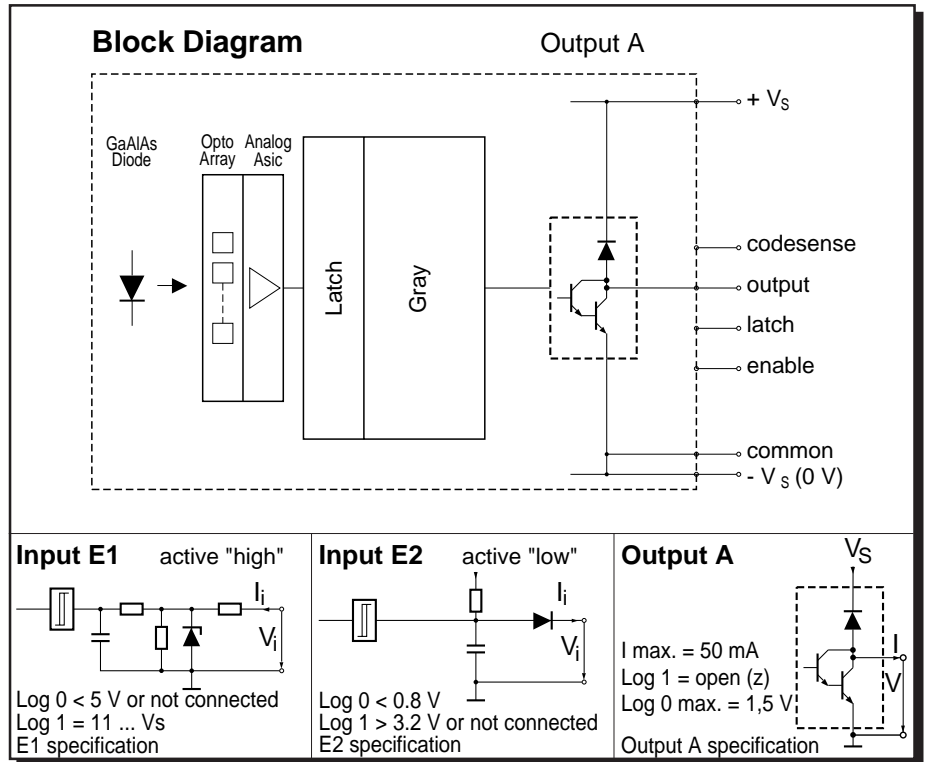 Block Diagram
Output A
+ VS
GaAlAs
Diode
Opto
Array
Analog
Asic
Latch
Gray
codesense
output
latch
enable
common
- VS (0 V)
Input E1 active "high"
Ii
Vi
Log 0 < 5 V or not connected
Log 1 = 11 ... Vs
E1 specification
Input E2 active "low"
Ii
Vi
Log 0 < 0.8 V
Log 1 > 3.2 V or not connected
E2 specification
Output A
VS
I
V
I max. = 50 mA
Log 1 = open (z)
Log 0 max. = 1,5 V
Output A specification